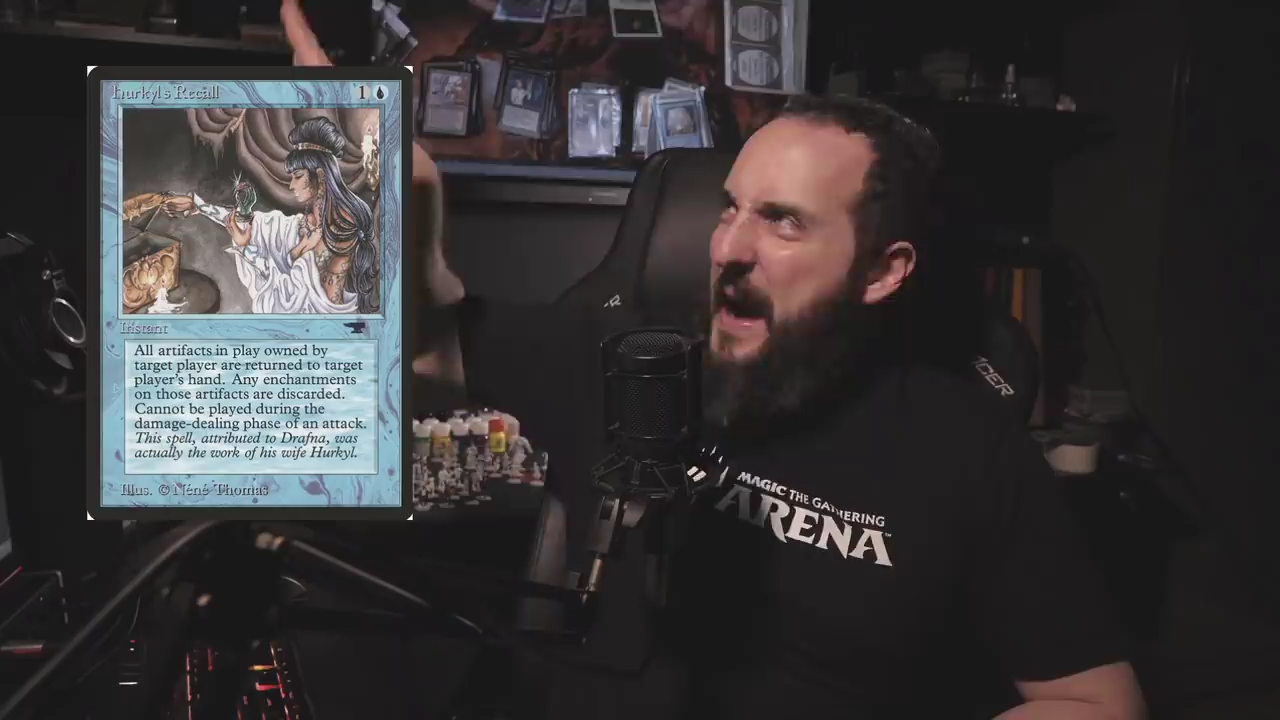 Hurkyl's Recall 1
Instant
All artifacts in play owned by
target player are returned to target
player's hand. Any enchantments
on those artifacts are discarded.
Cannot be played during the
damage-dealing phase of an attack.
This spell, attributed to Drafna, was
actually the work of his wife Hurkyl.
Illus. © Néné Thomas
MAGIC THE GATHERING
ARENA
ACER